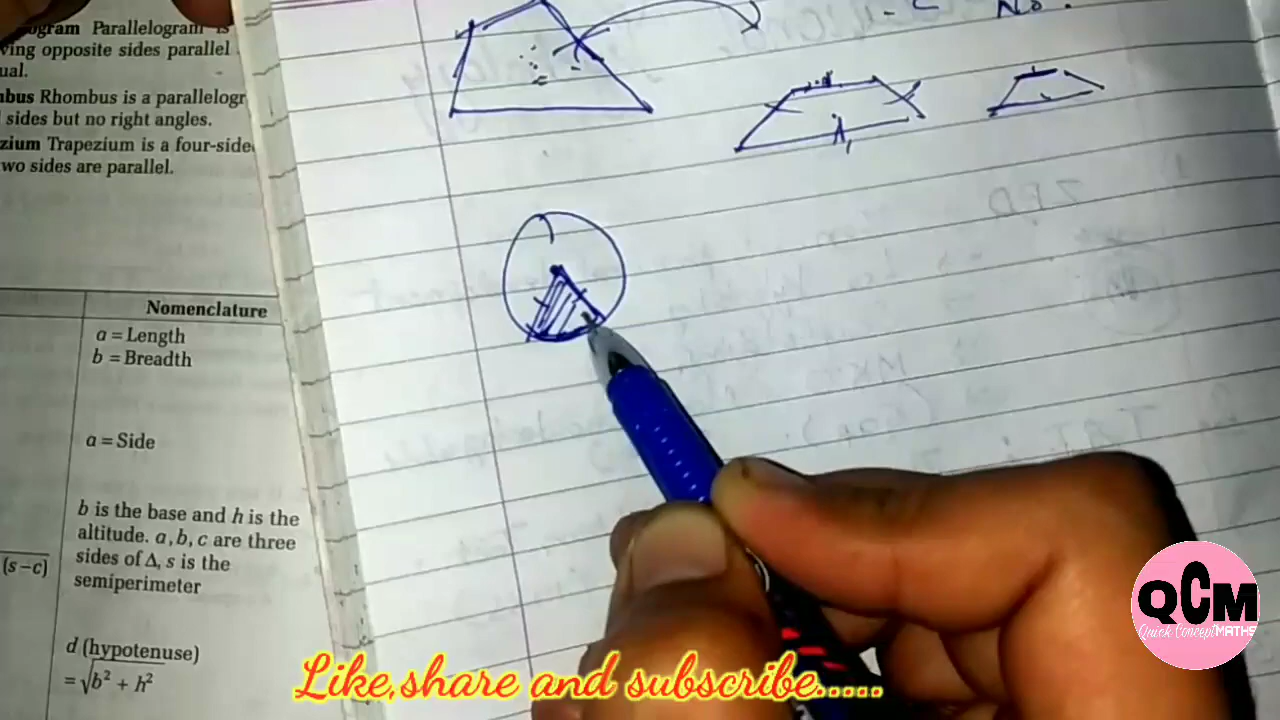 Parallelogram is
ving opposite sides parallel
ual.
Rhombus is a parallelogr
sides but no right angles.
zium Trapezium is a four-side
wo sides are parallel.
No.
Nomenclature
a = Length
b = Breadth
a = Side
b is the base and h is the
altitude. a, b, c are three
sides of Δ, s is the
semiperimeter
(s–c)
d (hypotenuse)
= √b² + h²
QCM
Quick Concept MATHS
Like,share and subscribe.....